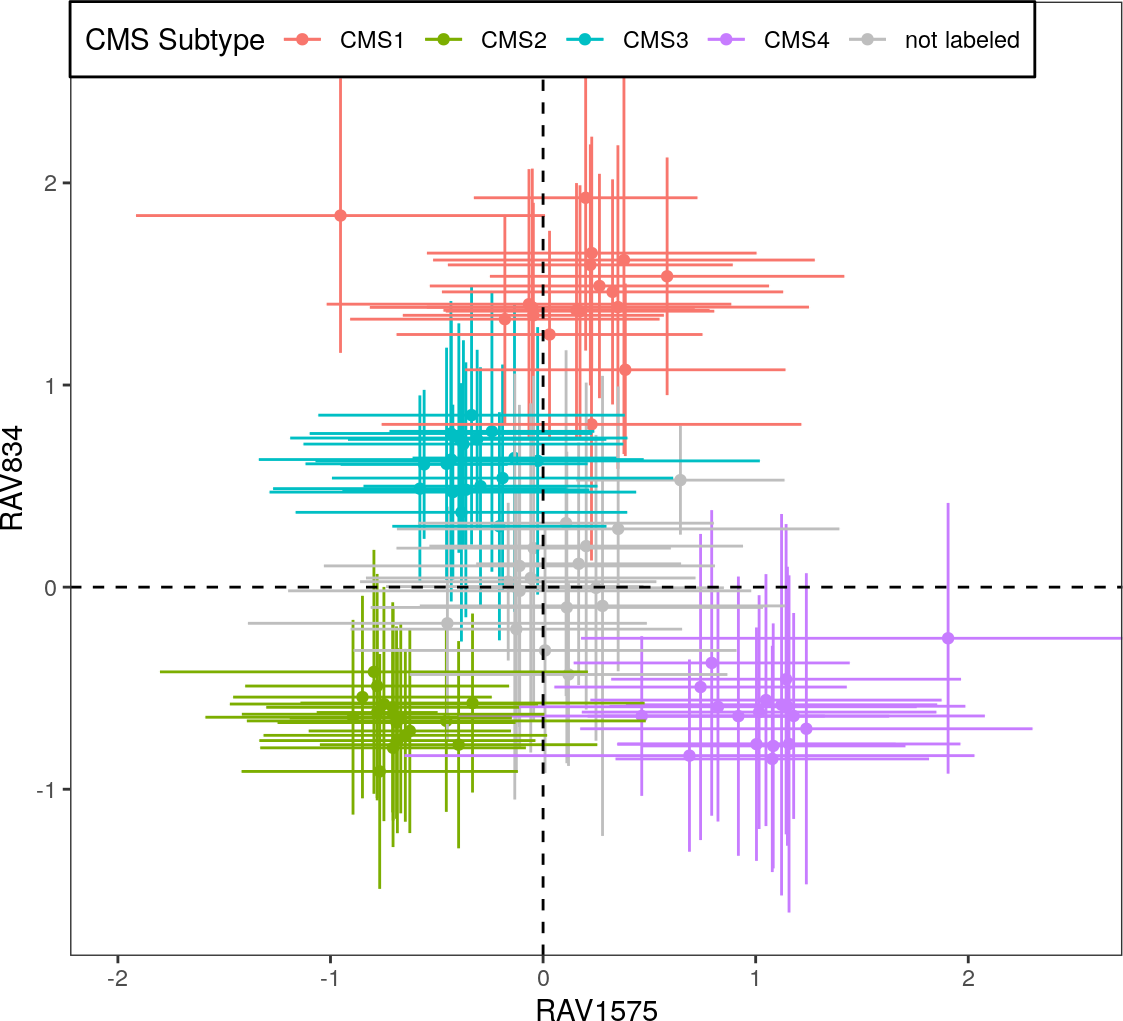 CMS Subtype CMS1 CMS2 CMS3 CMS4 not labeled
2
1
0
-1
RAV834
-2 -1 0 1 2
RAV1575